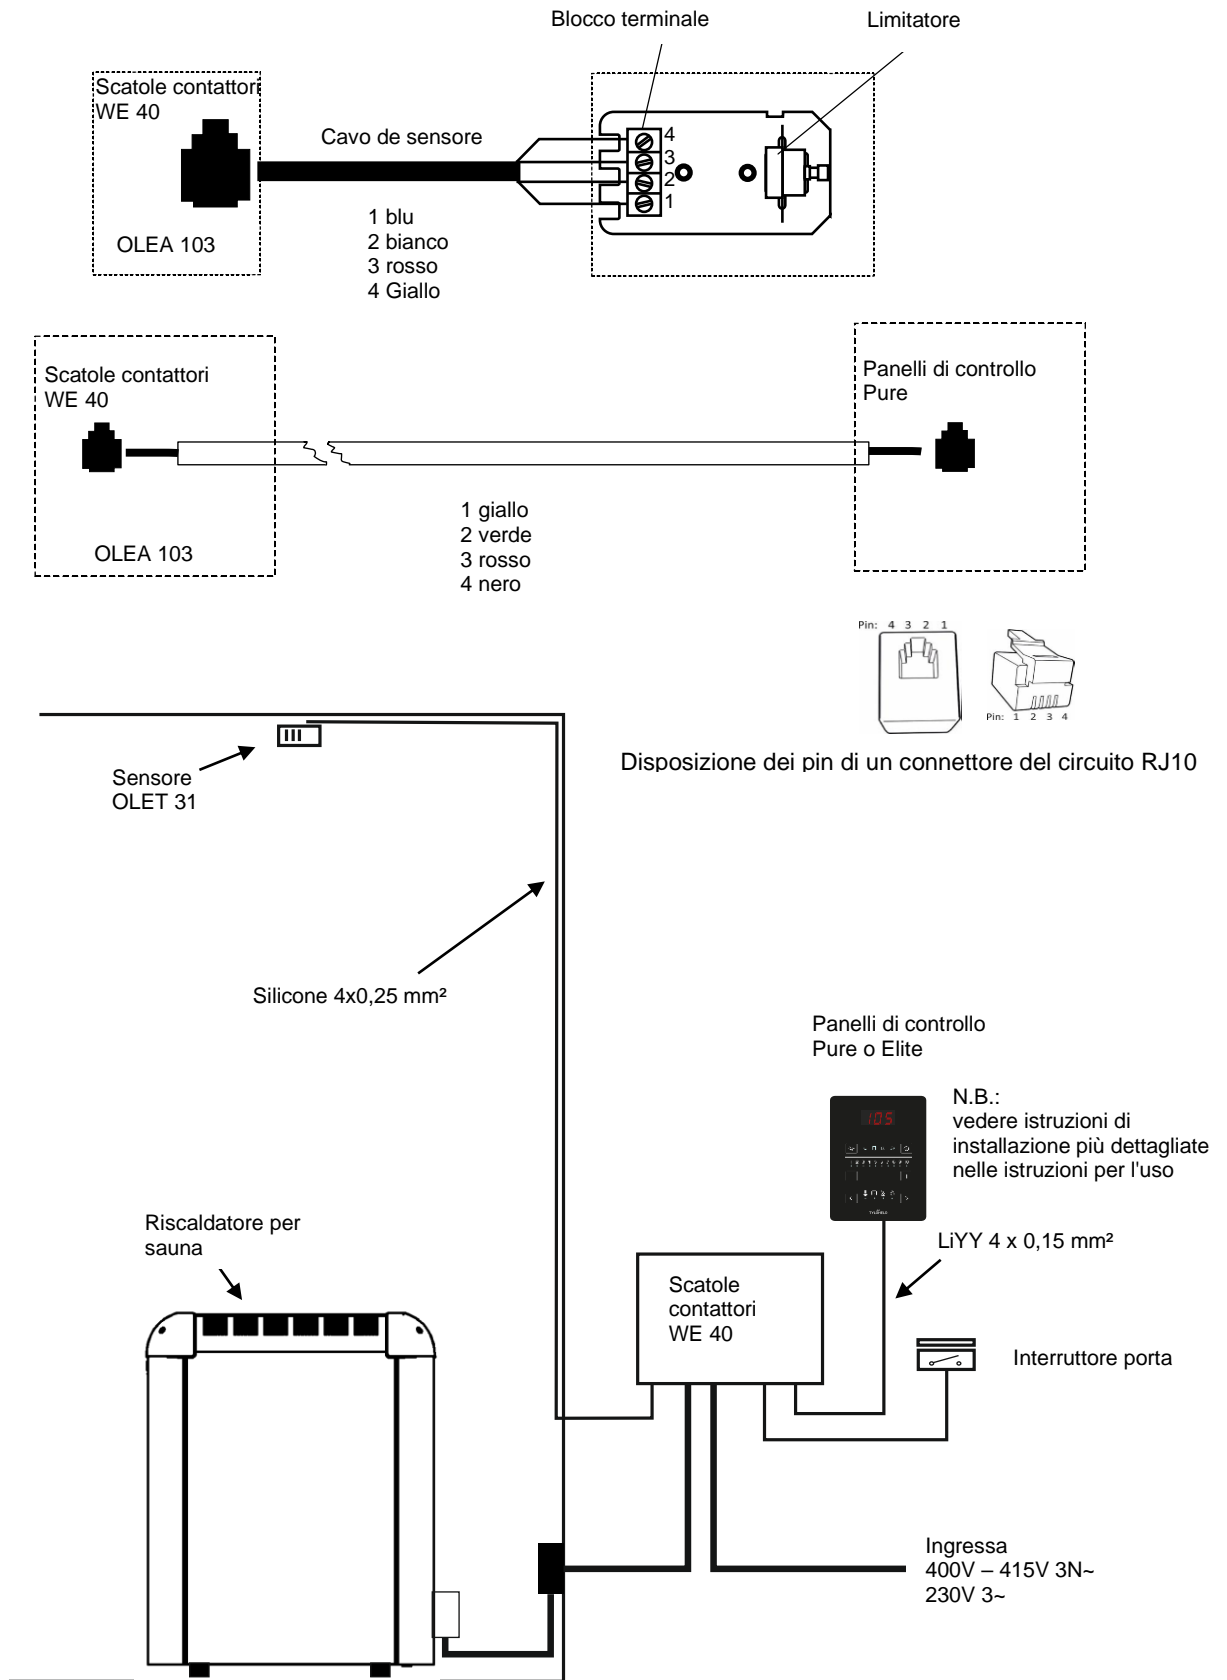 Blocco terminale
Limitatore
Scatole contattori
WE 40
Cavo de sensore
4
3
2
1
1 blu
2 bianco
3 rosso
4 Giallo
OLEA 103
Scatole contattori
WE 40
Panelli di controllo
Pure
1 giallo
2 verde
3 rosso
4 nero
OLEA 103
Pin: 4 3 2 1
Pin: 1 2 3 4
Disposizione dei pin di un connettore del circuito RJ10
Sensore
OLET 31
Silicone 4x0,25 mm²
Panelli di controllo
Pure o Elite
N.B.:
vedere istruzioni di
installazione più dettagliate
nelle istruzioni per l'uso
105
Riscaldatore per
sauna
LiYY 4 x 0,15 mm²
Scatole
contattori
WE 40
Interruttore porta
Ingressa
400V – 415V 3N~
230V 3~